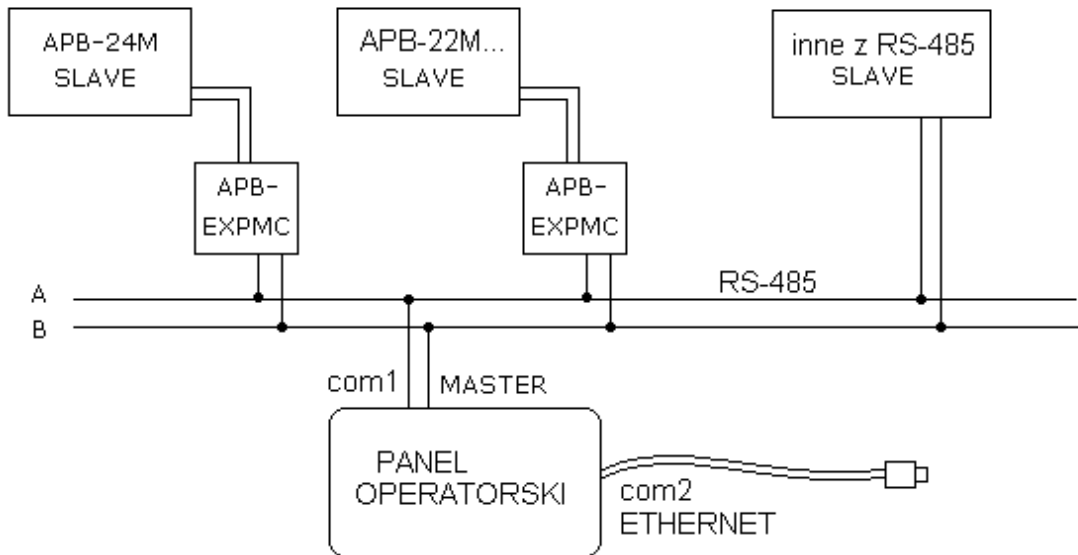 APB-24M
SLAVE
APB-22M...
SLAVE
inne z RS-485
SLAVE
APB-
EXPMC
APB-
EXPMC
RS-485
A
B
com1
MASTER
PANEL
OPERATORSKI
com2
ETHERNET